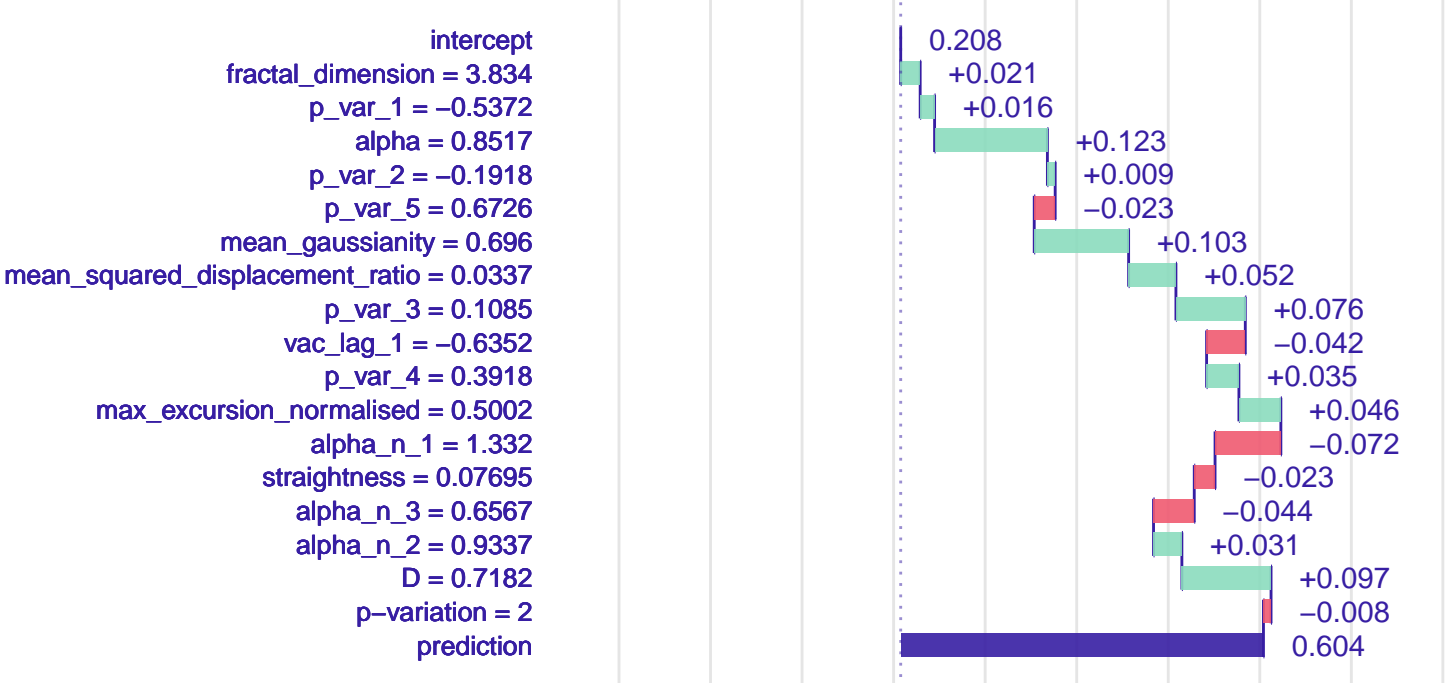 intercept 0.208
fractal_dimension = 3.834 +0.021
p_var_1 = −0.5372 +0.016
alpha = 0.8517 +0.123
p_var_2 = −0.1918 +0.009
p_var_5 = 0.6726 −0.023
mean_gaussianity = 0.696 +0.103
mean_squared_displacement_ratio = 0.0337 +0.052
p_var_3 = 0.1085 +0.076
vac_lag_1 = −0.6352 −0.042
p_var_4 = 0.3918 +0.035
max_excursion_normalised = 0.5002 +0.046
alpha_n_1 = 1.332 −0.072
straightness = 0.07695 −0.023
alpha_n_3 = 0.6567 −0.044
alpha_n_2 = 0.9337 +0.031
D = 0.7182 +0.097
p−variation = 2 −0.008
prediction 0.604